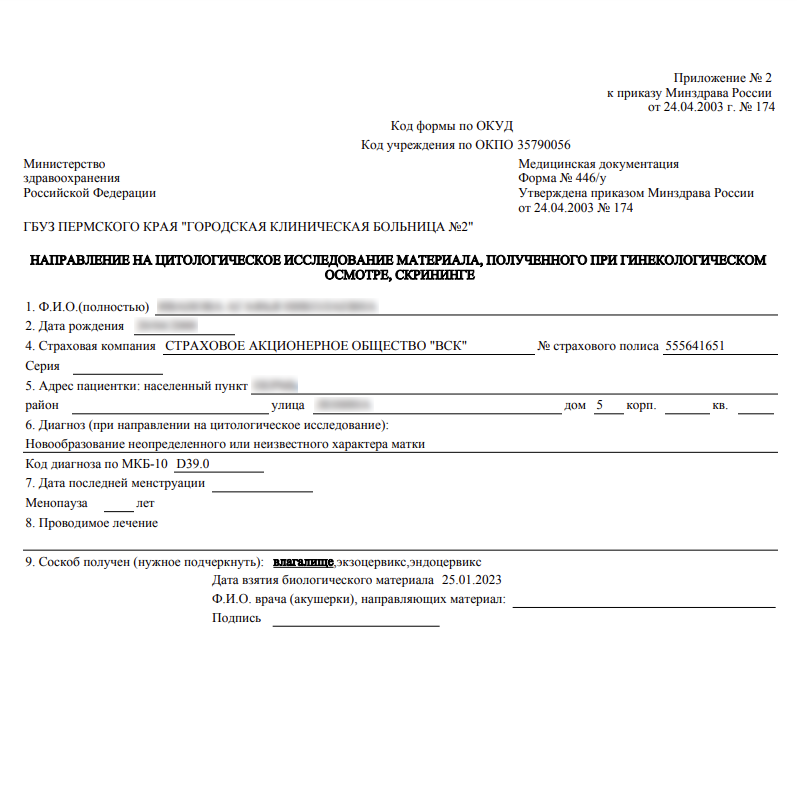 Приложение № 2
к приказу Минздрава России
от 24.04.2003 г. № 174
Код формы по ОКУД
Код учреждения по ОКПО 35790056
Министерство
здравоохранения
Российской Федерации
Медицинская документация
Форма № 446/у
Утверждена приказом Минздрава России
от 24.04.2003 № 174
ГБУЗ ПЕРМСКОГО КРАЯ "ГОРОДСКАЯ КЛИНИЧЕСКАЯ БОЛЬНИЦА №2"
НАПРАВЛЕНИЕ НА ЦИТОЛОГИЧЕСКОЕ ИССЛЕДОВАНИЕ МАТЕРИАЛА, ПОЛУЧЕННОГО ПРИ ГИНЕКОЛОГИЧЕСКОМ
ОСМОТРЕ, СКРИНИНГЕ
1. Ф.И.О.(полностью)
2. Дата рождения
4. Страховая компания СТРАХОВОЕ АКЦИОНЕРНОЕ ОБЩЕСТВО "ВСК" № страхового полиса 555641651
Серия
5. Адрес пациентки: населенный пункт
район улица дом 5 корп. кв.
6. Диагноз (при направлении на цитологическое исследование):
Новообразование неопределенного или неизвестного характера матки
Код диагноза по МКБ-10 D39.0
7. Дата последней менструации
Менопауза лет
8. Проводимое лечение
9. Соскоб получен (нужное подчеркнуть): влагалище,экзоцервикс,эндоцервикс
Дата взятия биологического материала 25.01.2023
Ф.И.О. врача (акушерки), направляющих материал:
Подпись